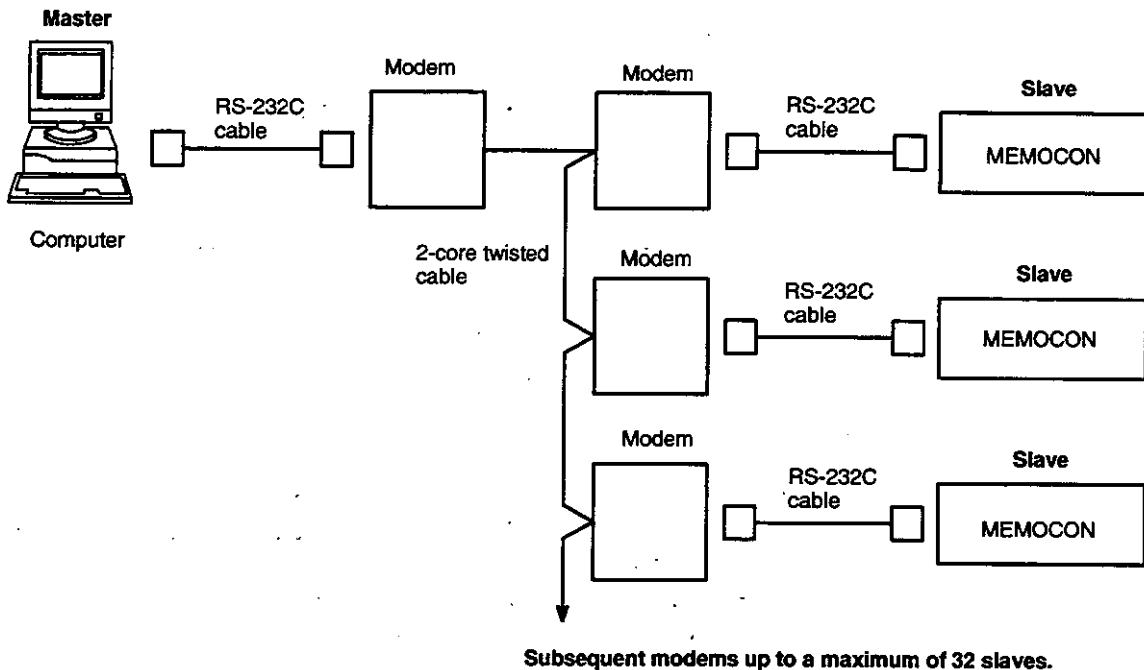 Master
Modem
Modem
Slave
RS-232C
cable
RS-232C
cable
MEMOCON
Computer
2-core twisted
cable
Modem
Slave
RS-232C
cable
MEMOCON
Modem
Slave
RS-232C
cable
MEMOCON
Subsequent modems up to a maximum of 32 slaves.